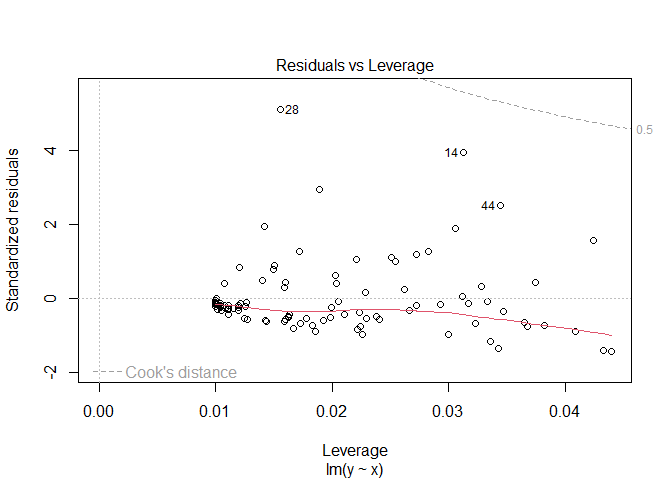 Residuals vs Leverage
Standardized residuals
4
2
0
-2
28
14
44
0.5
Cook's distance
0.00
0.01
0.02
0.03
0.04
Leverage
lm(y ~ x)